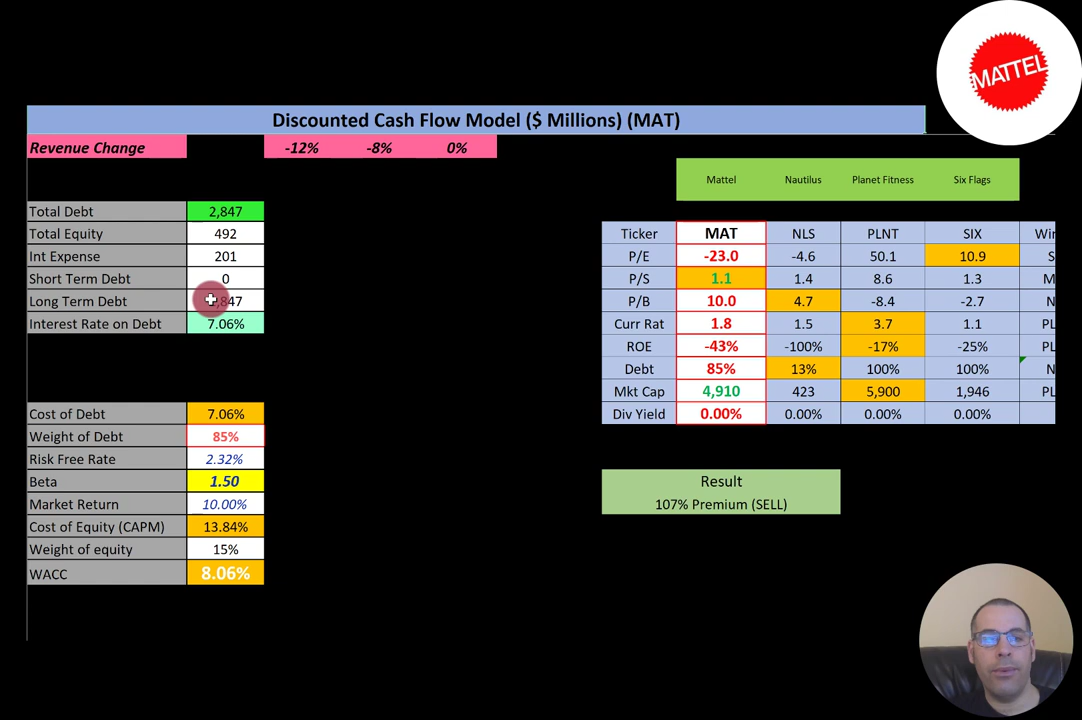 MATTEL
Discounted Cash Flow Model ($ Millions) (MAT)
Revenue Change -12% -8% 0%
Mattel Nautilus Planet Fitness Six Flags
Total Debt 2,847
Total Equity 492
Int Expense 201
Short Term Debt 0
Long Term Debt 847
Interest Rate on Debt 7.06%
Ticker MAT NLS PLNT SIX Win
P/E -23.0 -4.6 50.1 10.9 S
P/S 1.1 1.4 8.6 1.3 M
P/B 10.0 4.7 -8.4 -2.7 N
Curr Rat 1.8 1.5 3.7 1.1 PL
ROE -43% -100% -17% -25% PL
Debt 85% 13% 100% 100% N
Mkt Cap 4,910 423 5,900 1,946 PL
Div Yield 0.00% 0.00% 0.00% 0.00%
Cost of Debt 7.06%
Weight of Debt 85%
Risk Free Rate 2.32%
Beta 1.50
Market Return 10.00%
Cost of Equity (CAPM) 13.84%
Weight of equity 15%
WACC 8.06%
Result
107% Premium (SELL)